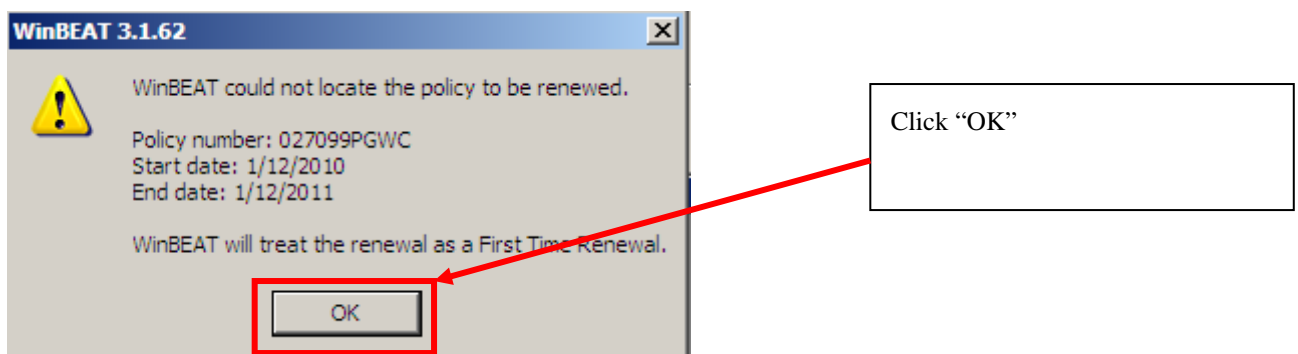 WinBEAT 3.1.62
WinBEAT could not locate the policy to be renewed.
Policy number: 027099PGWC
Start date: 1/12/2010
End date: 1/12/2011
WinBEAT will treat the renewal as a First Time Renewal.
OK
Click “OK”